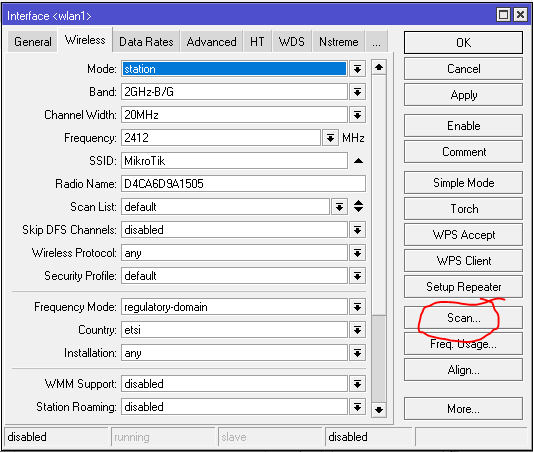 Interface <wlan1>
General Wireless Data Rates Advanced HT WDS Nstreme ...
Mode: station
Band: 2GHz-B/G
Channel Width: 20MHz
Frequency: 2412 MHz
SSID: MikroTik
Radio Name: D4CA6D9A1505
Scan List: default
Skip DFS Channels: disabled
Wireless Protocol: any
Security Profile: default
Frequency Mode: regulatory-domain
Country: etsi
Installation: any
WMM Support: disabled
Station Roaming: disabled
OK
Cancel
Apply
Enable
Comment
Simple Mode
Torch
WPS Accept
WPS Client
Setup Repeater
Scan...
Freq. Usage...
Align...
More...
disabled running slave disabled